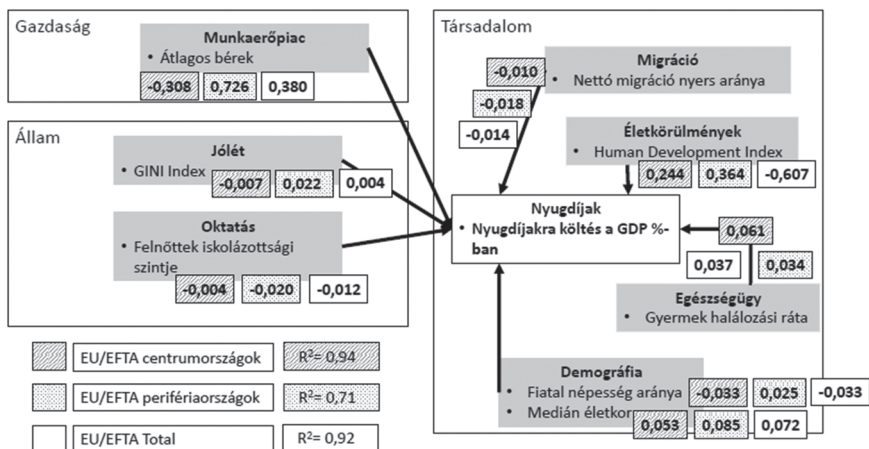 Gazdaság
Munkaerőpiac
• Átlagos bérek
-0,308 0,726 0,380
Állam
Jólét
• GINI Index
-0,007 0,022 0,004
Oktatás
• Felnőttek iskolázottsági
szintje
-0,004 -0,020 -0,012
EU/EFTA centrumországok R²= 0,94
EU/EFTA perifériaországok R²= 0,71
EU/EFTA Total R²= 0,92
Társadalom
Migráció
• Nettó migráció nyers aránya
-0,010
-0,018
-0,014
Életkörülmények
• Human Development Index
0,244 0,364 -0,607
Nyugdíjak
• Nyugdíjakra költés a GDP %-
ban
0,061
0,037 0,034
Egészségügy
• Gyermek halálozási ráta
Demográfia
• Fiatal népesség aránya -0,033 0,025 -0,033
• Medián életkor
0,053 0,085 0,072